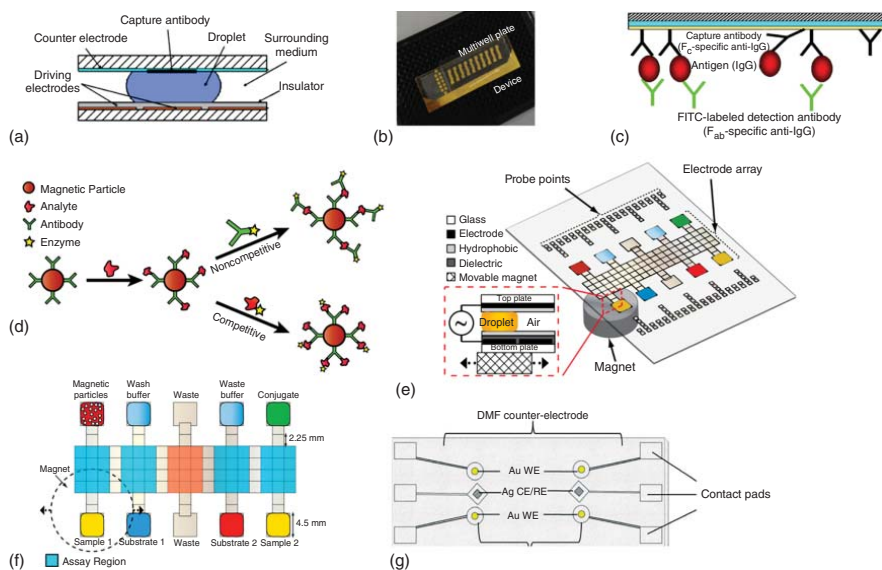 Capture antibody
Counter electrode
Droplet
Surrounding
medium
Driving
electrodes
Insulator
(a)
Multiwell plate
Device
(b)
Capture antibody
(Fc-specific anti-IgG)
Antigen (IgG)
FITC-labeled detection antibody
(Fab-specific anti-IgG)
(c)
Magnetic Particle
Analyte
Antibody
Enzyme
Noncompetitive
Competitive
(d)
Probe points
Electrode array
Glass
Electrode
Hydrophobic
Dielectric
Movable magnet
Top plate
Droplet Air
Bottom plate
Magnet
(e)
Magnetic
particles
Wash
buffer
Waste
Waste
buffer
Conjugate
2.25 mm
Magnet
4.5 mm
Sample 1 Substrate 1 Waste Substrate 2 Sample 2
(f)
Assay Region
DMF counter-electrode
Au WE
Ag CE/RE
Au WE
Contact pads
(g)